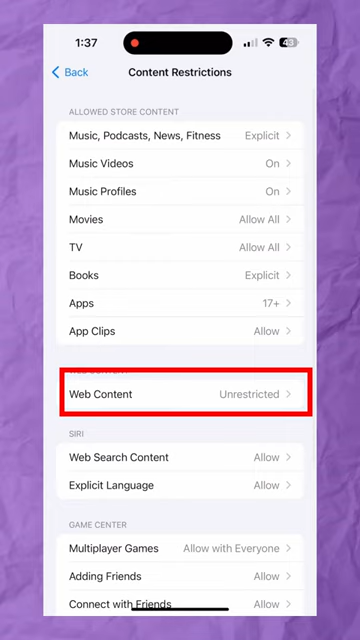 1:37
43
Back
Content Restrictions
ALLOWED STORE CONTENT
Music, Podcasts, News, Fitness Explicit
Music Videos On
Music Profiles On
Movies Allow All
TV Allow All
Books Explicit
Apps 17+
App Clips Allow
WEB CONTENT
Web Content Unrestricted
SIRI
Web Search Content Allow
Explicit Language Allow
GAME CENTER
Multiplayer Games Allow with Everyone
Adding Friends Allow
Connect with Friends Allow